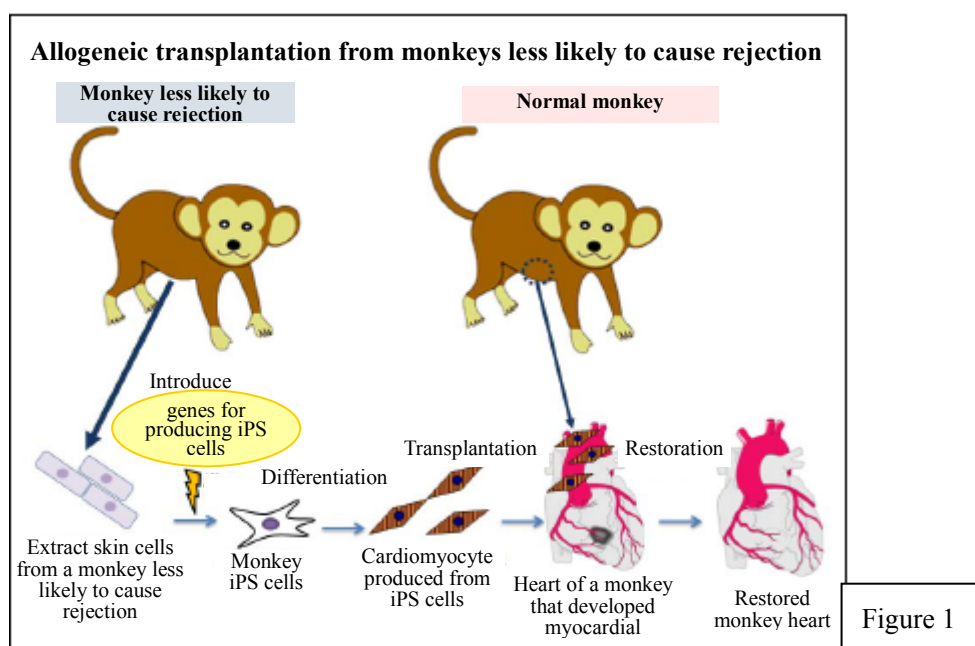 Allogeneic transplantation from monkeys less likely to cause rejection
Monkey less likely to
cause rejection
Normal monkey
Introduce
genes for
producing iPS
cells
Differentiation
Transplantation
Restoration
Extract skin cells
from a monkey less
likely to cause
rejection
Monkey
iPS cells
Cardiomyocyte
produced from
iPS cells
Heart of a monkey
that developed
myocardial
Restored
monkey heart
Figure 1